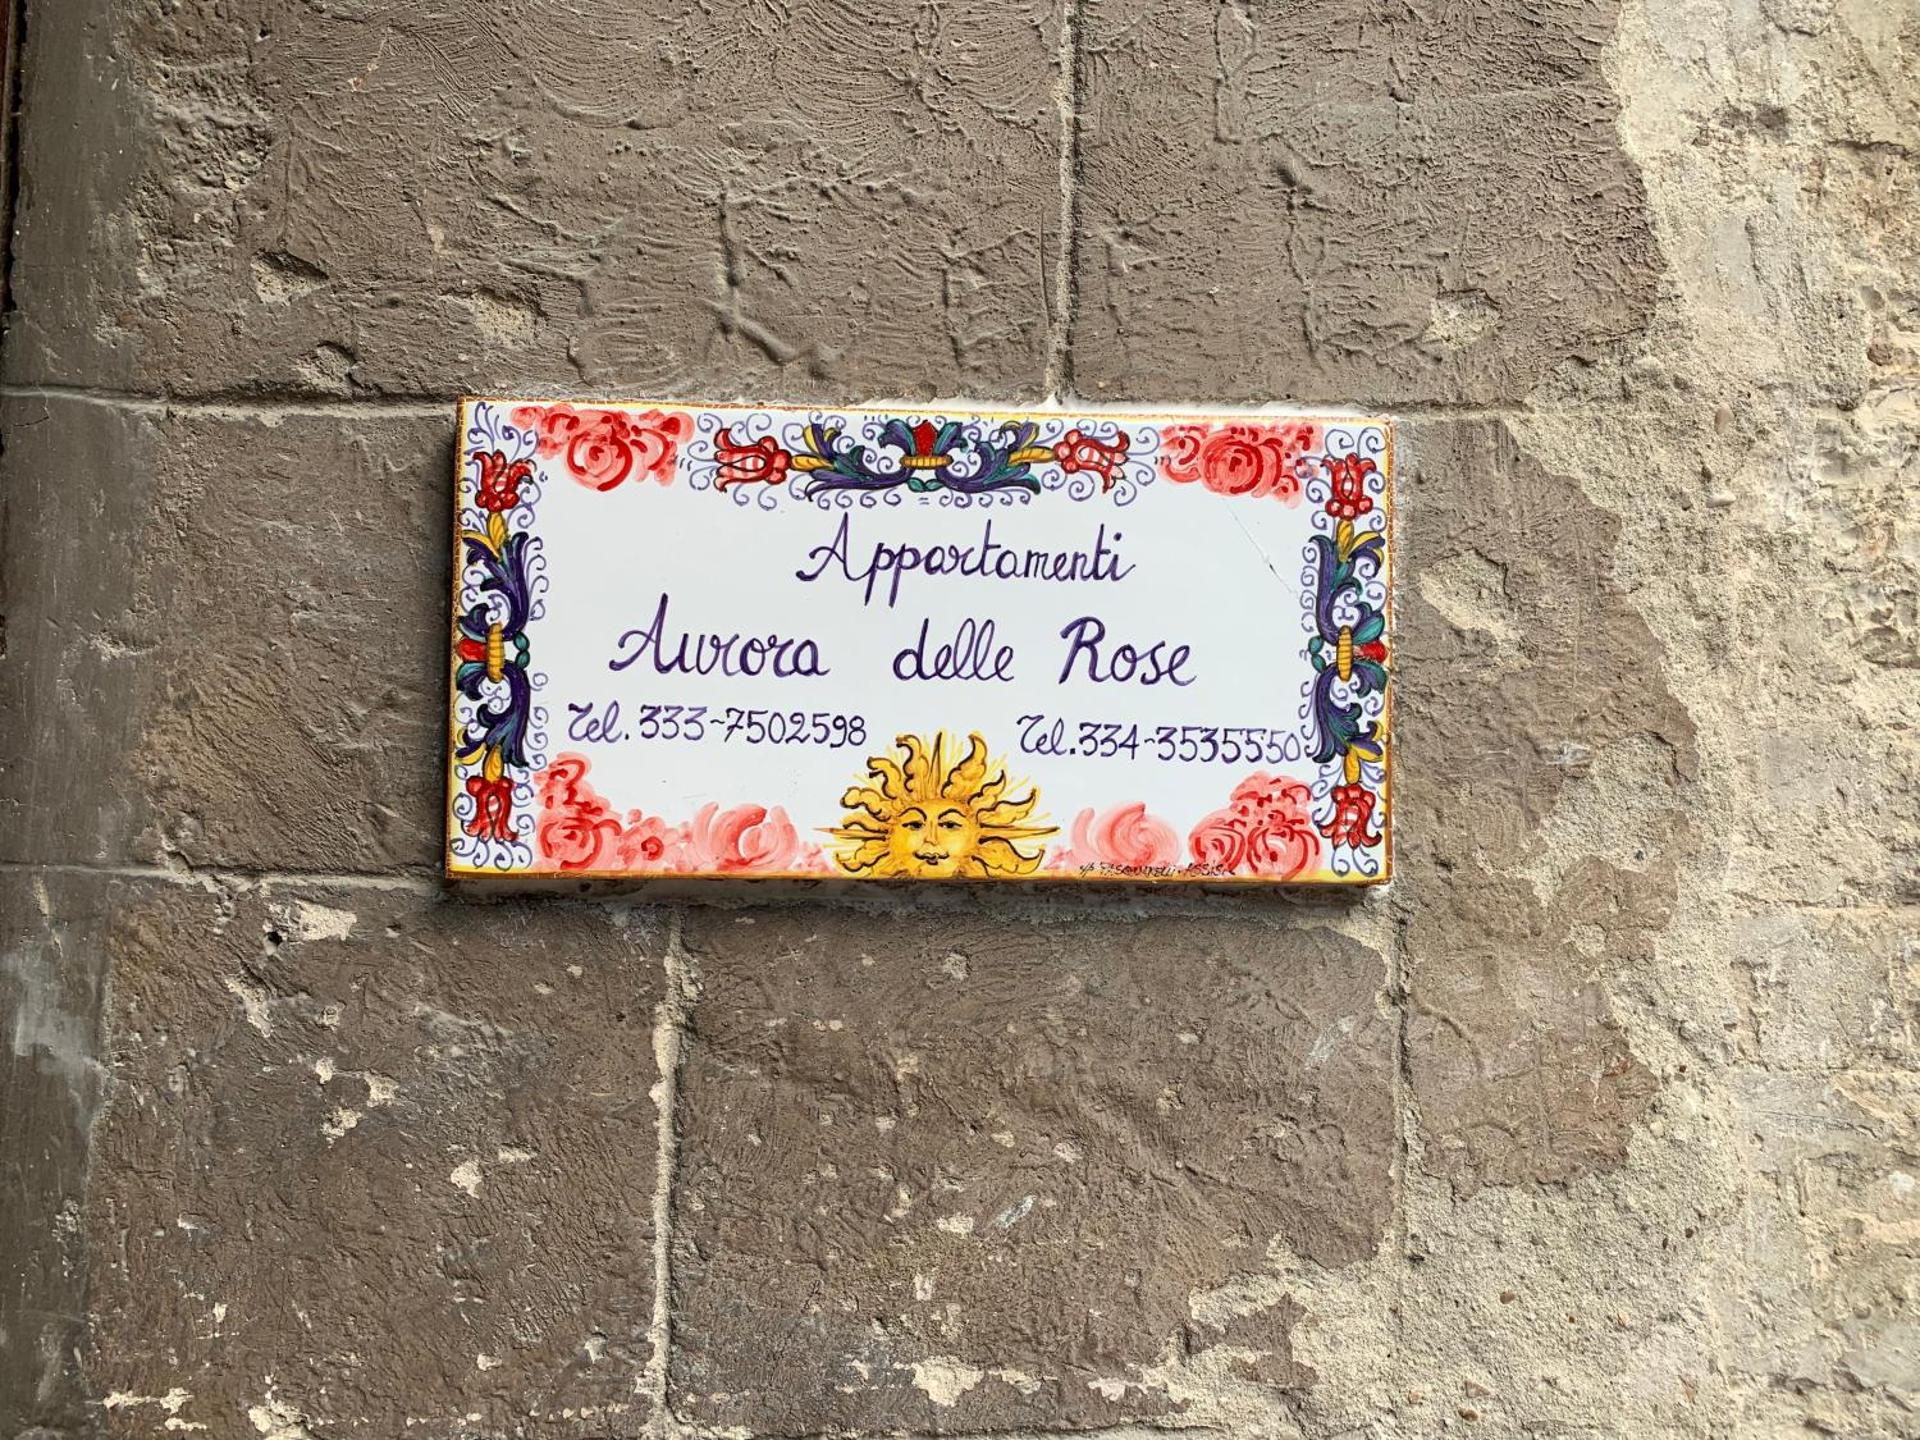 Appartamenti
Aurora delle Rose
Tel. 333-7502598 Tel. 334-3535550